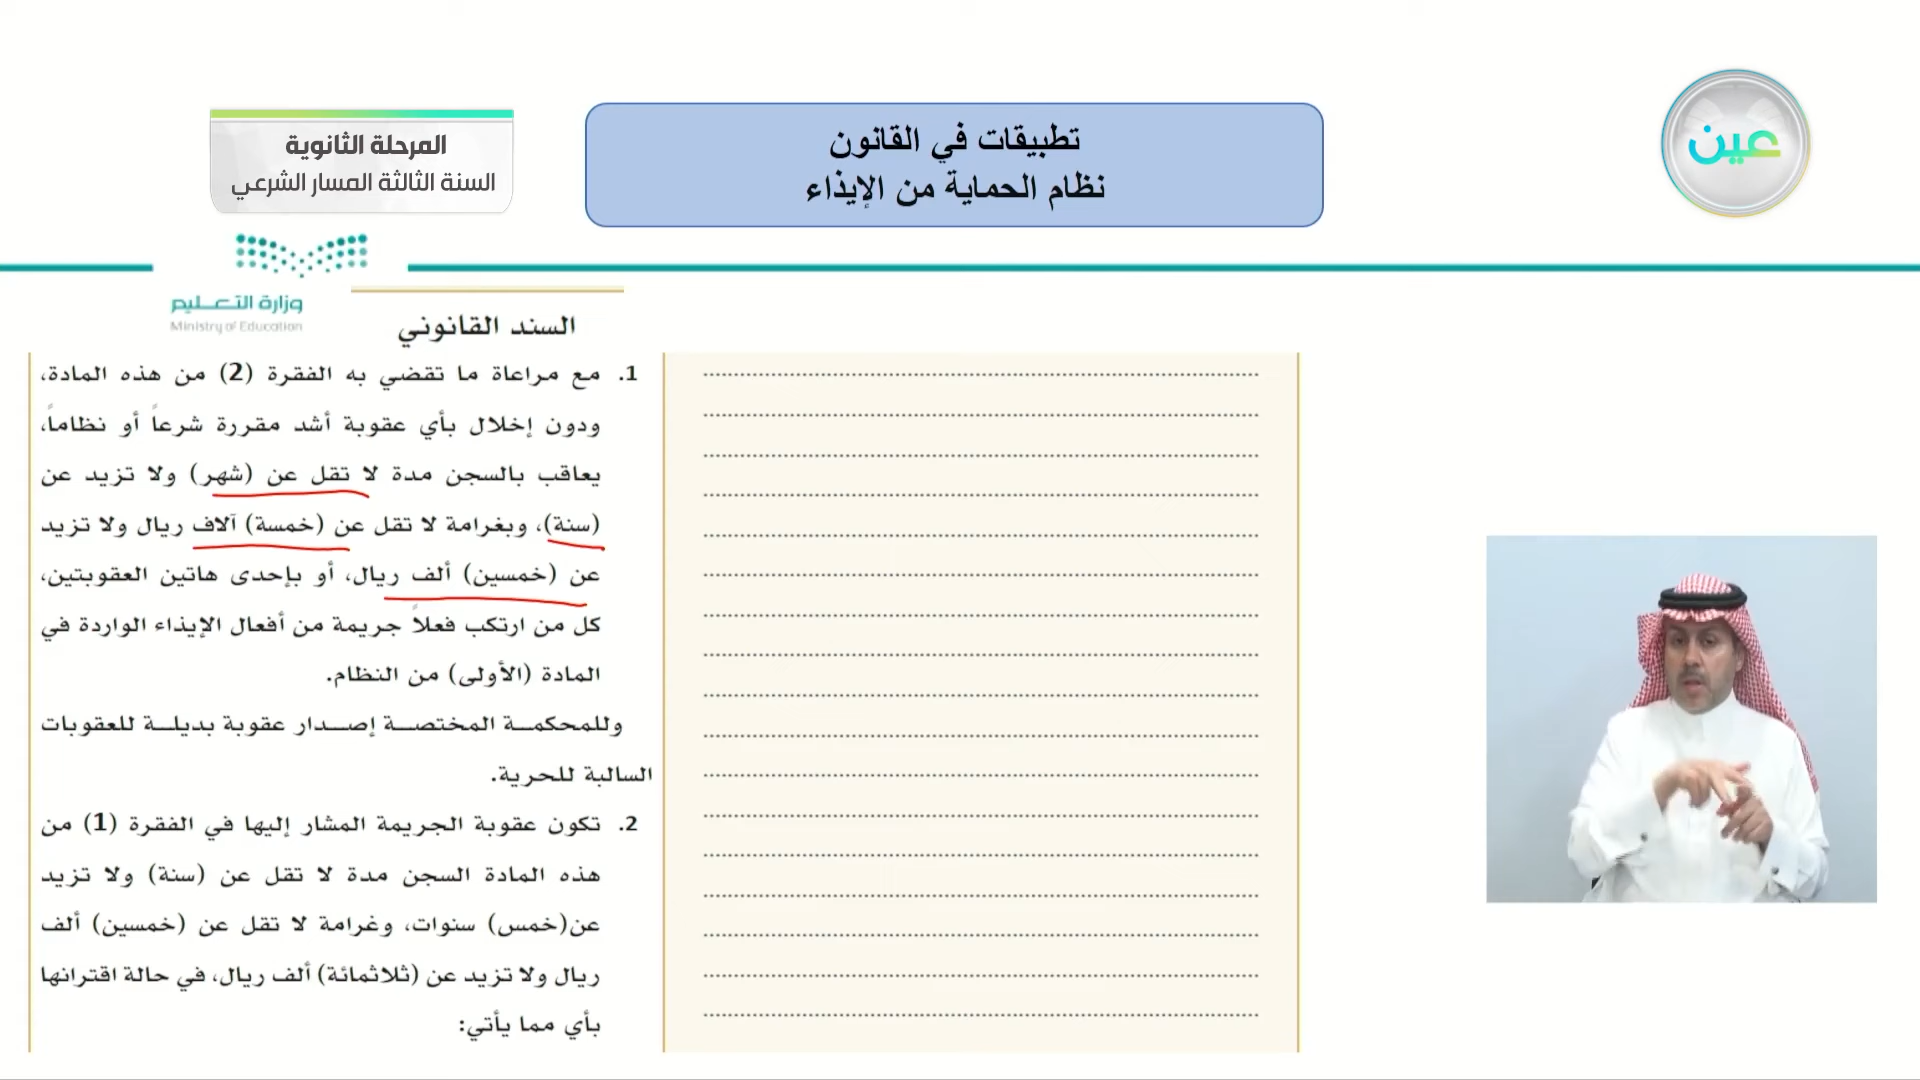 عين
تطبيقات في القانون
نظام الحماية من الإيذاء
المرحلة الثانوية
السنة الثالثة المسار الشرعي
وزارة التعليم
Ministry of Education
السند القانوني
1. مع مراعاة ما تقضي به الفقرة (2) من هذه المادة،
ودون إخلال بأي عقوبة أشد مقررة شرعاً أو نظاماً،
يعاقب بالسجن مدة لا تقل عن (شهر) ولا تزيد عن
(سنة)، وبغرامة لا تقل عن (خمسة) آلاف ريال ولا تزيد
عن (خمسين) ألف ريال، أو بإحدى هاتين العقوبتين،
كل من ارتكب فعلاً جريمة من أفعال الإيذاء الواردة في
المادة (الأولى) من النظام.
وللمحكمة المختصة إصدار عقوبة بديلة للعقوبات
السالبة للحرية.
2. تكون عقوبة الجريمة المشار إليها في الفقرة (1) من
هذه المادة السجن مدة لا تقل عن (سنة) ولا تزيد
عن(خمس) سنوات، وغرامة لا تقل عن (خمسين) ألف
ريال ولا تزيد عن (ثلاثمائة) ألف ريال، في حالة اقترانها
بأي مما يأتي: